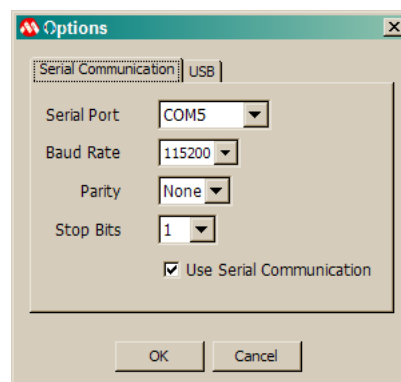 Options
Serial Communication USB
Serial Port COM5
Baud Rate 115200
Parity None
Stop Bits 1
Use Serial Communication
OK Cancel